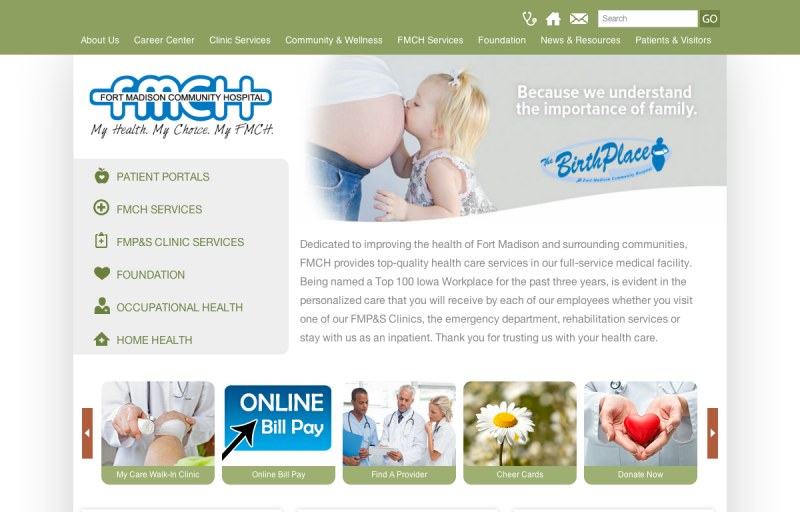 Search
GO
About Us Career Center Clinic Services Community & Wellness FMCH Services Foundation News & Resources Patients & Visitors
FMCH
FORT MADISON COMMUNITY HOSPITAL
My Health. My Choice. My FMCH.
Because we understand
the importance of family.
The BirthPlace
at Fort Madison Community Hospital
PATIENT PORTALS
FMCH SERVICES
FMP&S CLINIC SERVICES
FOUNDATION
OCCUPATIONAL HEALTH
HOME HEALTH
Dedicated to improving the health of Fort Madison and surrounding communities,
FMCH provides top-quality health care services in our full-service medical facility.
Being named a Top 100 Iowa Workplace for the past three years, is evident in the
personalized care that you will receive by each of our employees whether you visit
one of our FMP&S Clinics, the emergency department, rehabilitation services or
stay with us as an inpatient. Thank you for trusting us with your health care.
ONLINE
Bill Pay
My Care Walk-In Clinic
Online Bill Pay
Find A Provider
Cheer Cards
Donate Now